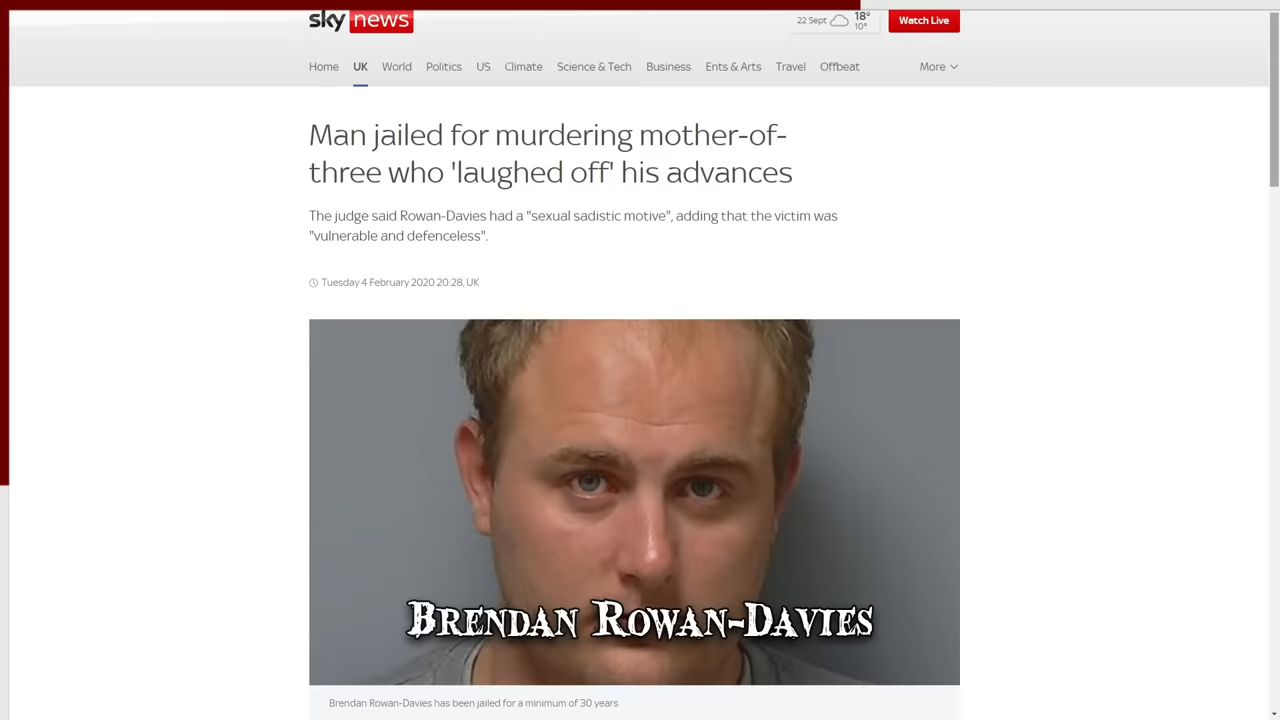 sky news
22 Sept 18°
10°
Watch Live
Home UK World Politics US Climate Science & Tech Business Ents & Arts Travel Offbeat More
Man jailed for murdering mother-of-
three who 'laughed off' his advances
The judge said Rowan-Davies had a "sexual sadistic motive", adding that the victim was
"vulnerable and defenceless".
Tuesday 4 February 2020 20:28, UK
Brendan Rowan-Davies
Brendan Rowan-Davies has been jailed for a minimum of 30 years